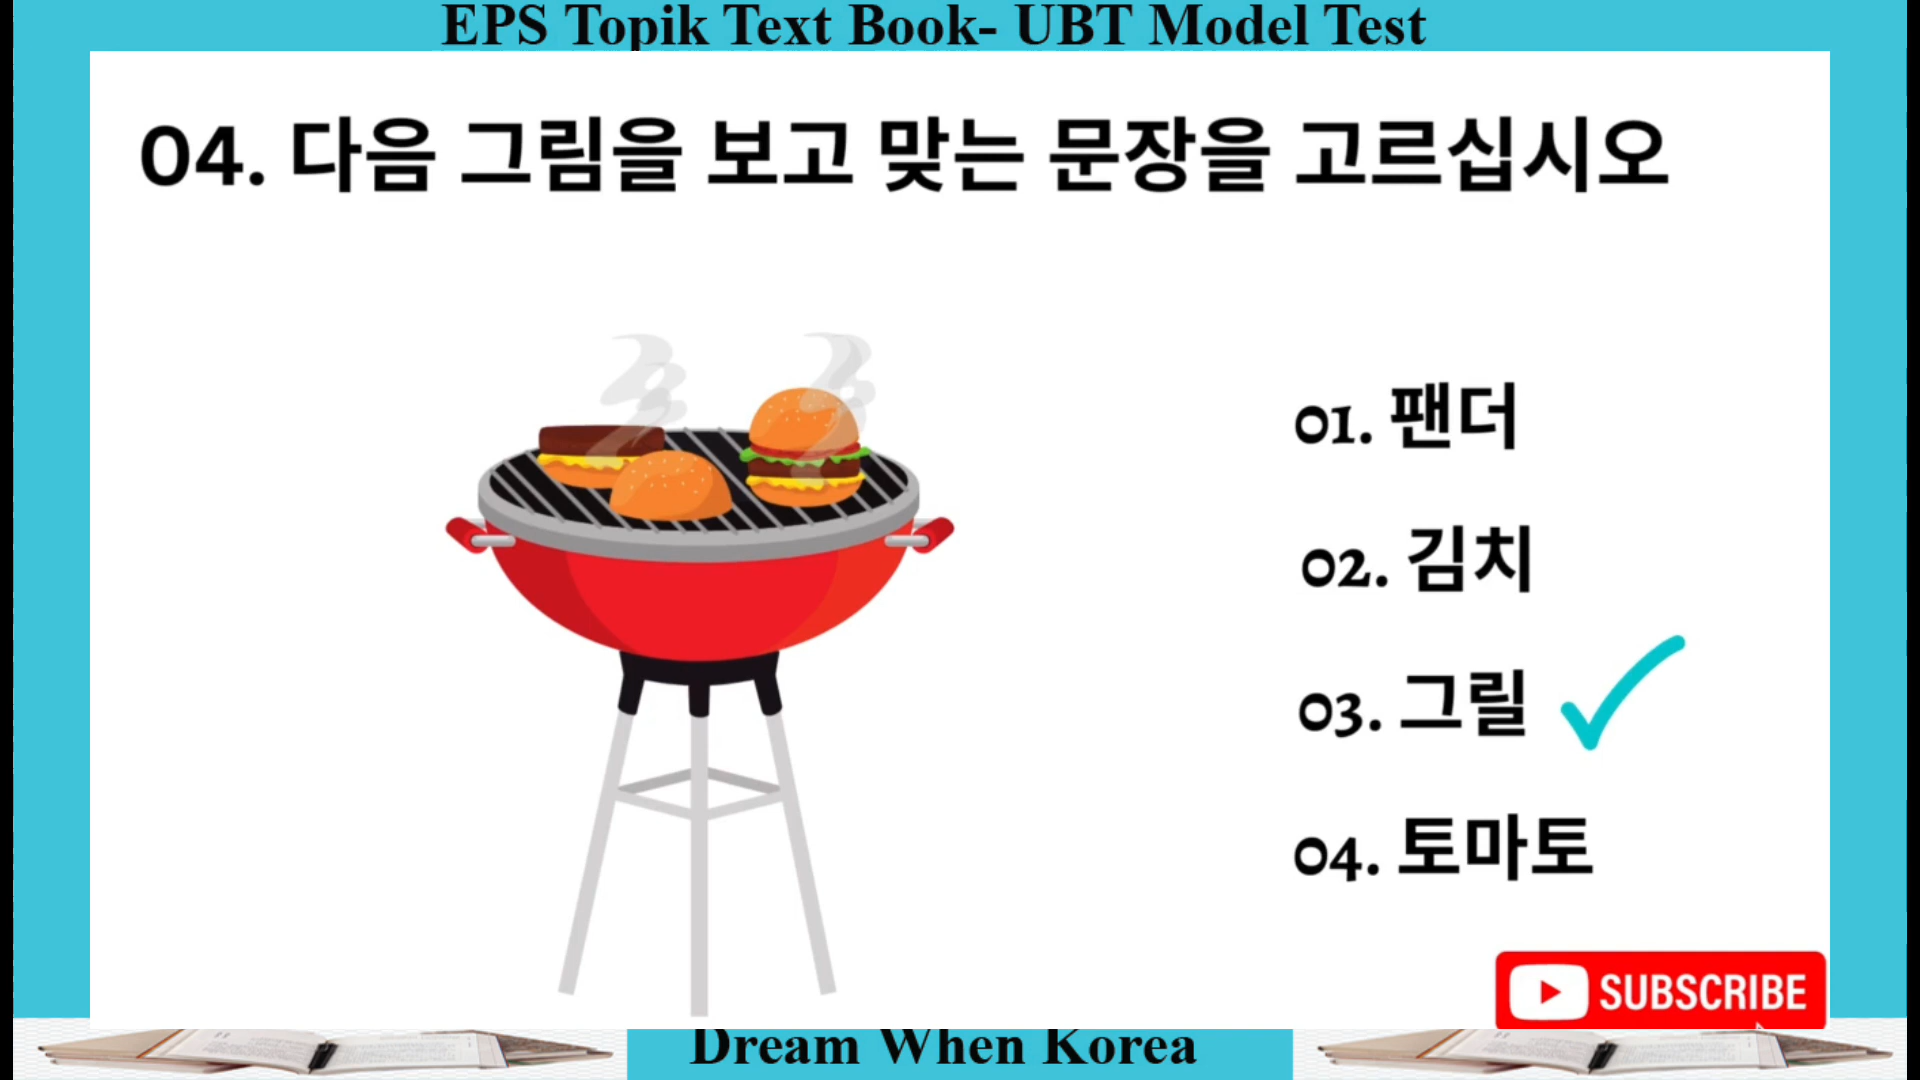 EPS Topik Text Book- UBT Model Test
04. 다음 그림을 보고 맞는 문장을 고르십시오
01. 팬더
02. 김치
03. 그릴
04. 토마토
SUBSCRIBE
Dream When Korea